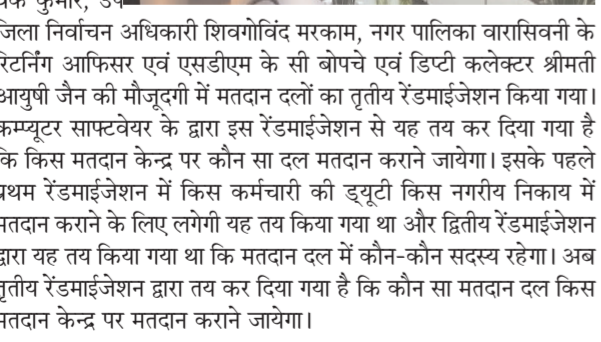 कुमार, उप
जिला निर्वाचन अधिकारी शिवगोविंद मरकाम, नगर पालिका वारासिवनी के
रिटर्निंग आफिसर एवं एसडीएम के सी बोपचे एवं डिप्टी कलेक्टर श्रीमती
आयुषी जैन की मौजूदगी में मतदान दलों का तृतीय रेंडमाईजेशन किया गया।
कम्प्यूटर साफ्टवेयर के द्वारा इस रेंडमाईजेशन से यह तय कर दिया गया है
कि किस मतदान केन्द्र पर कौन सा दल मतदान कराने जायेगा। इसके पहले
प्रथम रेंडमाईजेशन में किस कर्मचारी की ड्यूटी किस नगरीय निकाय में
मतदान कराने के लिए लगेगी यह तय किया गया था और द्वितीय रेंडमाईजेशन
द्वारा यह तय किया गया था कि मतदान दल में कौन-कौन सदस्य रहेगा। अब
तृतीय रेंडमाईजेशन द्वारा तय कर दिया गया है कि कौन सा मतदान दल किस
मतदान केन्द्र पर मतदान कराने जायेगा।